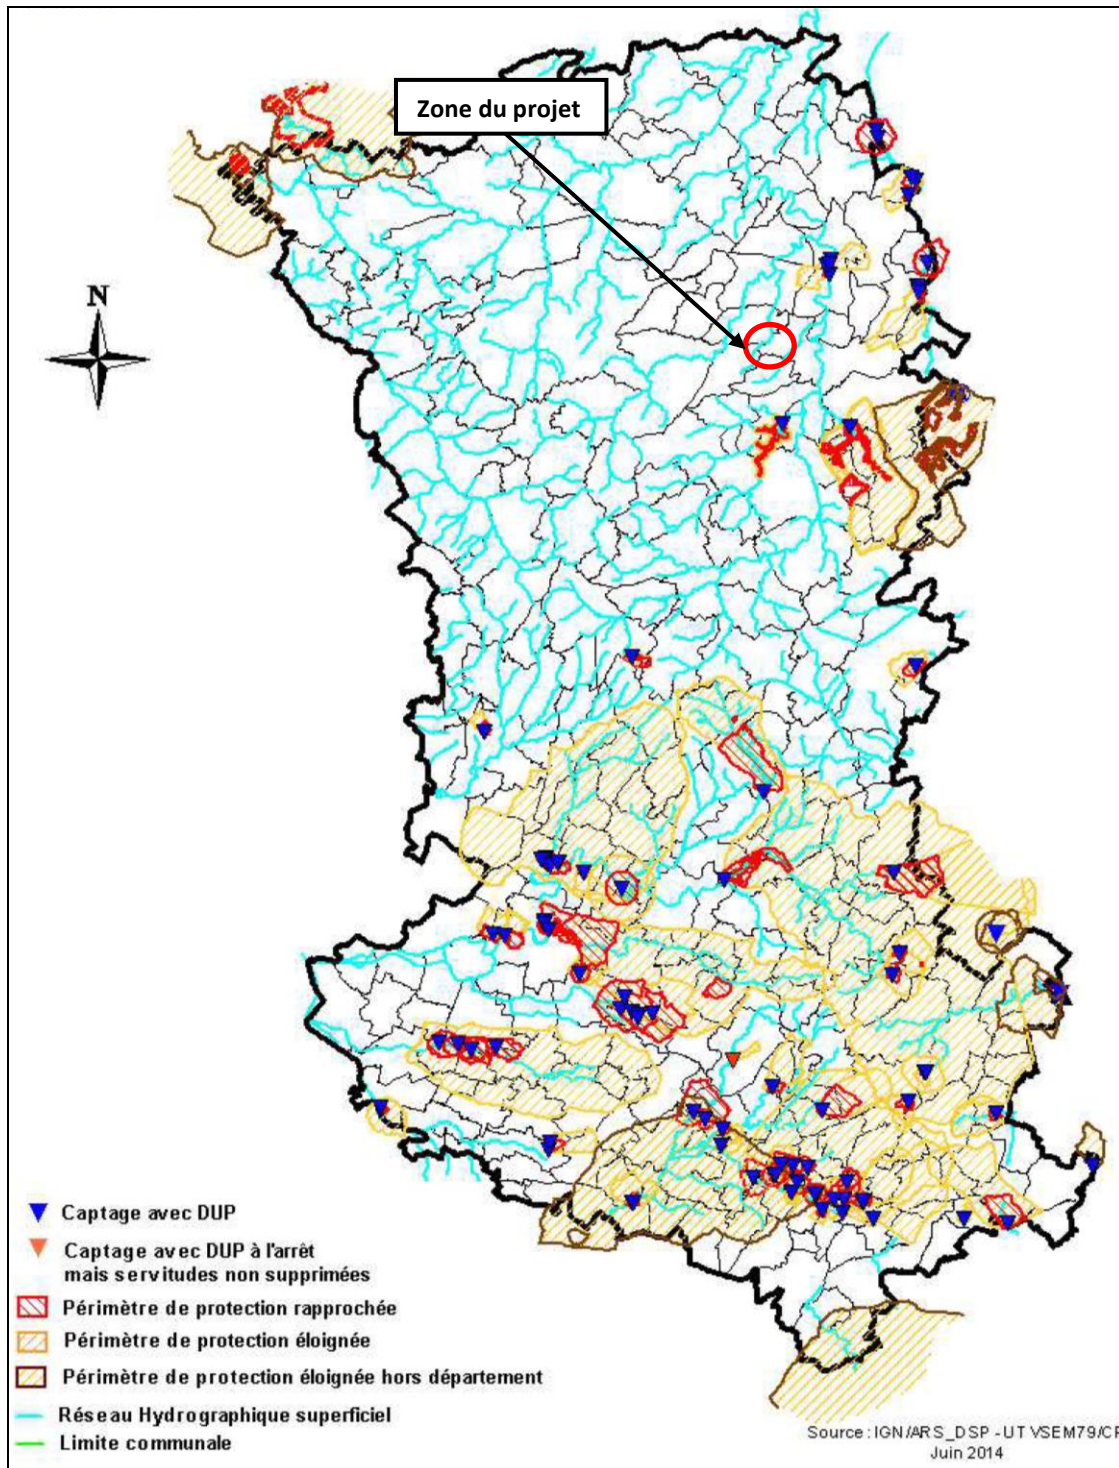 Zone du projet
N
Captage avec DUP
Captage avec DUP à l'arrêt
mais servitudes non supprimées
Périmètre de protection rapprochée
Périmètre de protection éloignée
Périmètre de protection éloignée hors département
Réseau Hydrographique superficiel
Limite communale
Source : IGN/ARS_DSP - UT VSEM79/CP
Juin 2014